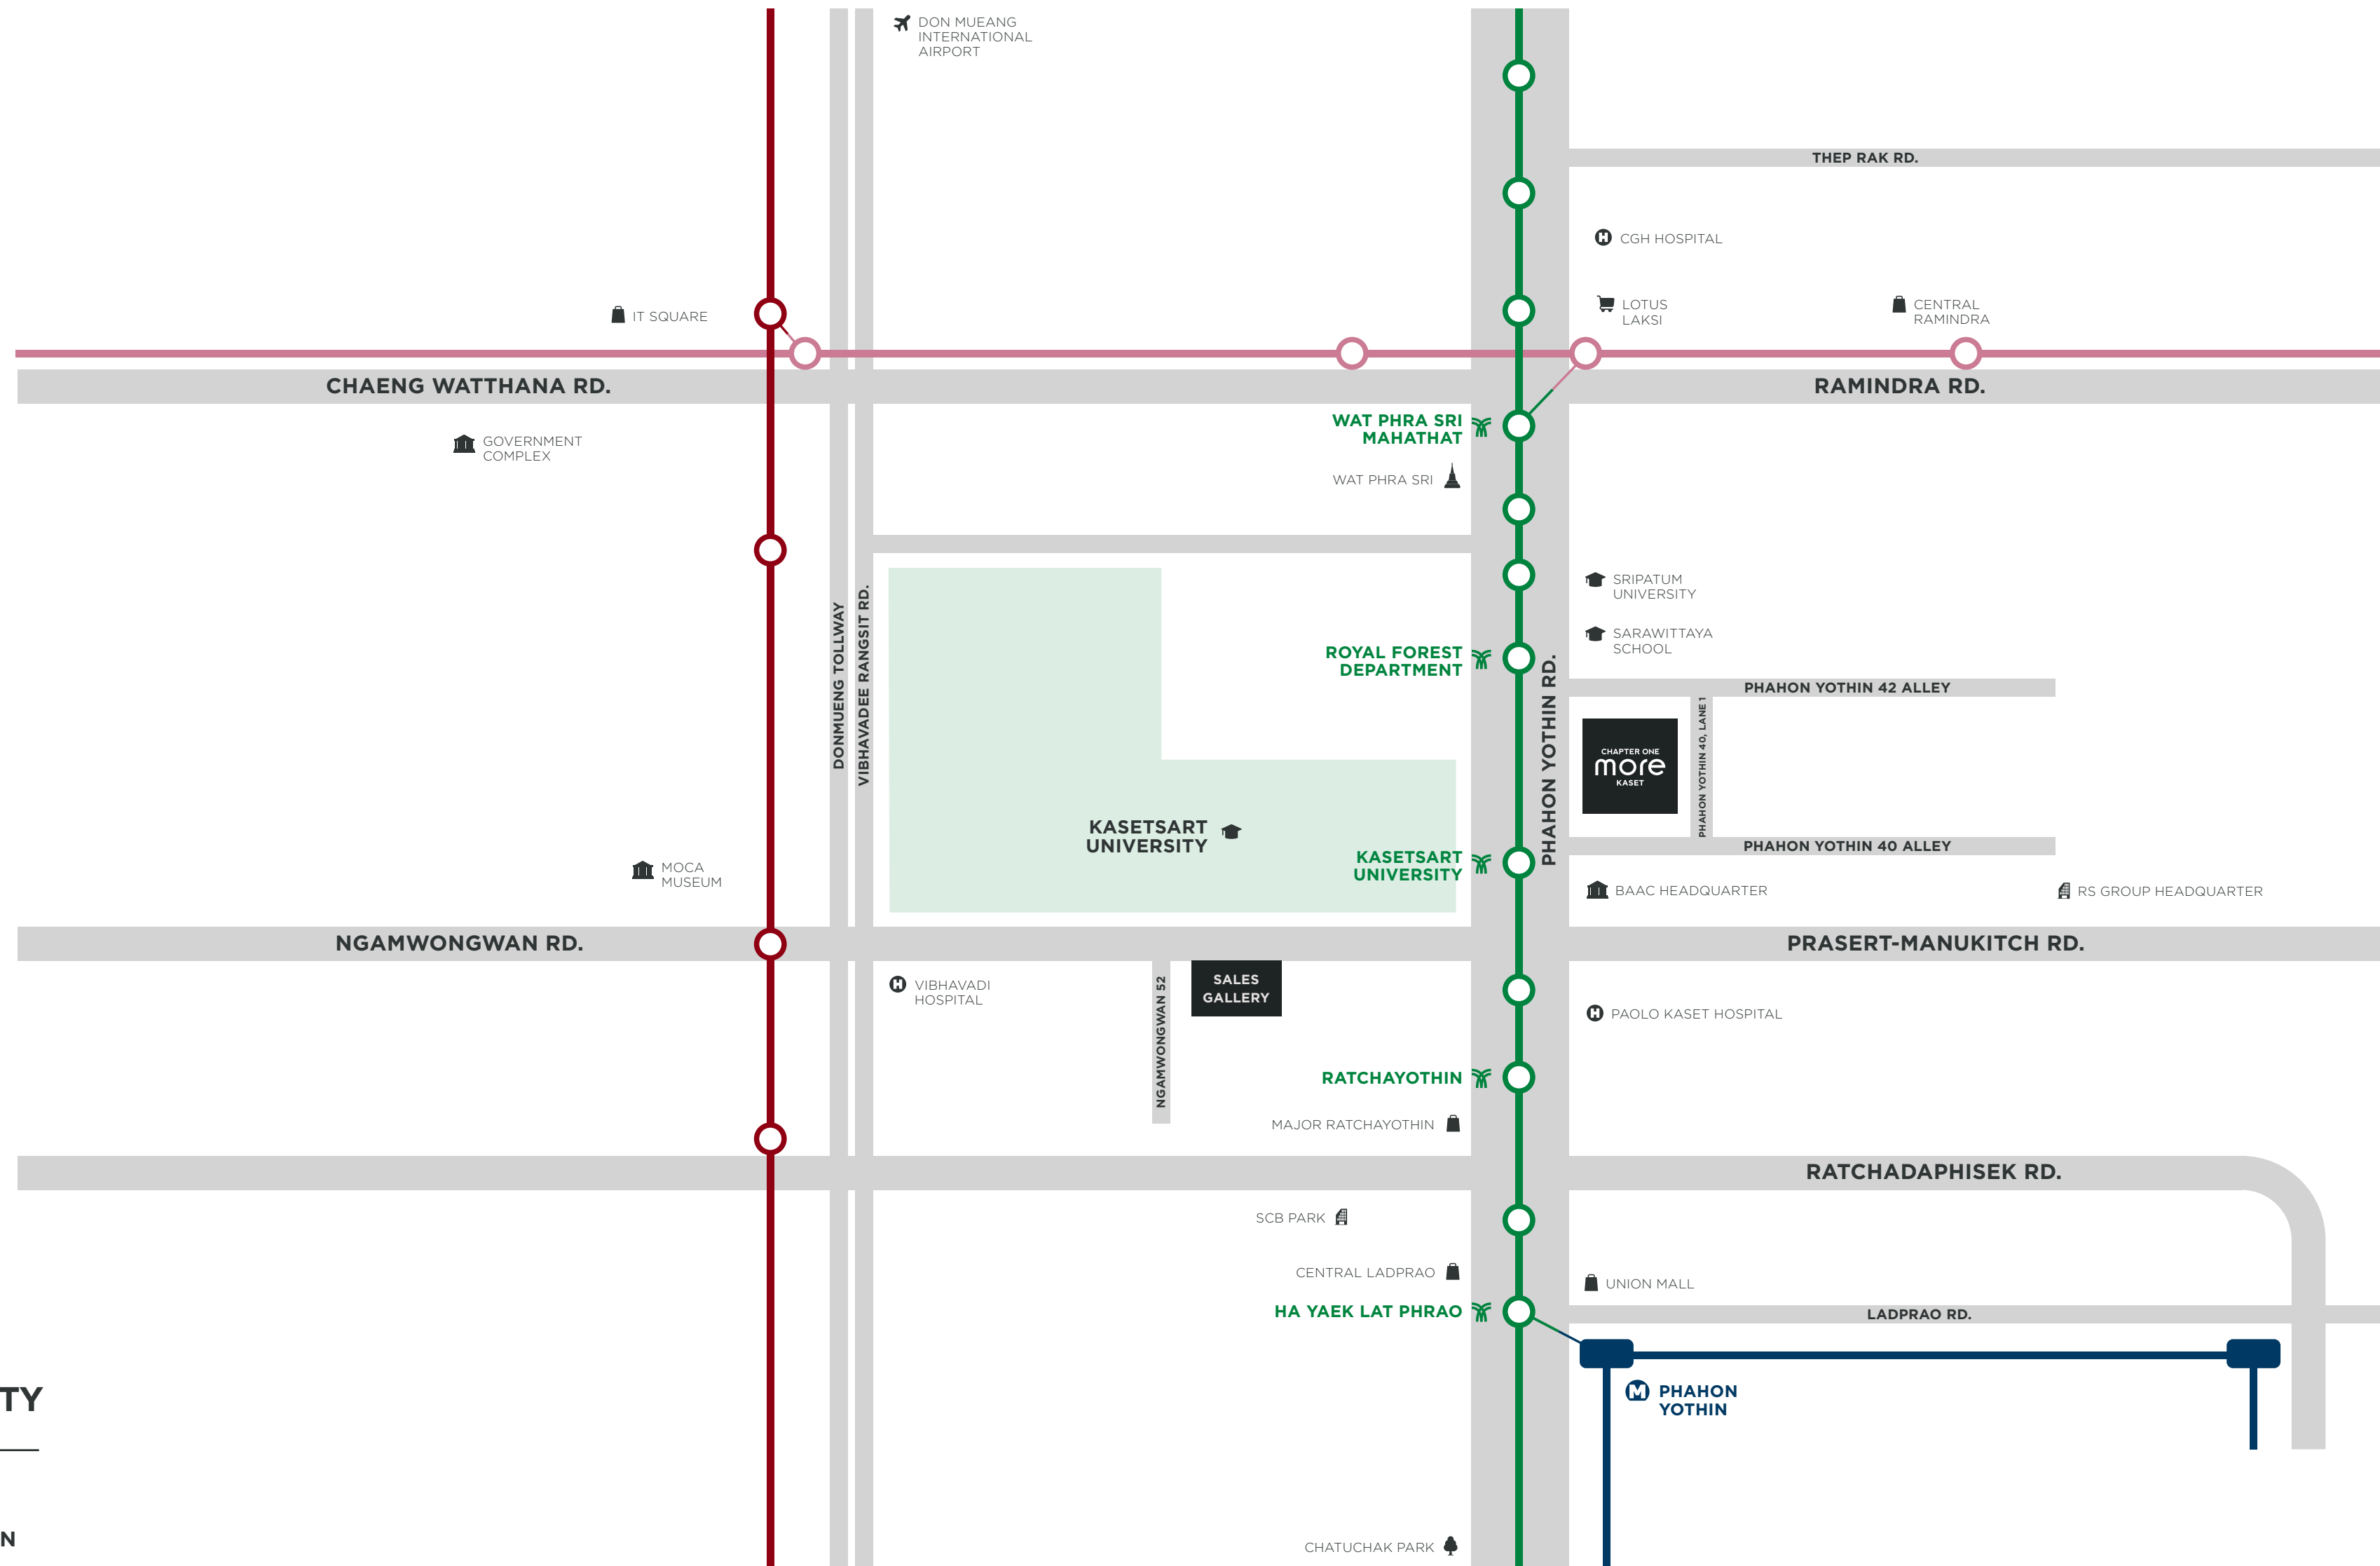 DON MUEANG
INTERNATIONAL
AIRPORT
THEP RAK RD.
CGH HOSPITAL
IT SQUARE
LOTUS
LAKSI
CENTRAL
RAMINDRA
CHAENG WATTHANA RD.
RAMINDRA RD.
GOVERNMENT
COMPLEX
WAT PHRA SRI
MAHATHAT
WAT PHRA SRI
DONMUENG TOLLWAY
VIBHAVADEE RANGSIT RD.
SRIPATUM
UNIVERSITY
SARAWITTAYA
SCHOOL
ROYAL FOREST
DEPARTMENT
PHAHON YOTHIN RD.
PHAHON YOTHIN 42 ALLEY
CHAPTER ONE
more
KASET
PHAHON YOTHIN 40, LANE 1
KASETSART
UNIVERSITY
KASETSART
UNIVERSITY
PHAHON YOTHIN 40 ALLEY
MOCA
MUSEUM
BAAC HEADQUARTER
RS GROUP HEADQUARTER
NGAMWONGWAN RD.
PRASERT-MANUKITCH RD.
VIBHAVADI
HOSPITAL
NGAMWONGWAN 52
SALES
GALLERY
PAOLO KASET HOSPITAL
RATCHAYOTHIN
MAJOR RATCHAYOTHIN
RATCHADAPHISEK RD.
SCB PARK
CENTRAL LADPRAO
UNION MALL
HA YAEK LAT PHRAO
LADPRAO RD.
PHAHON
YOTHIN
TY
N
CHATUCHAK PARK